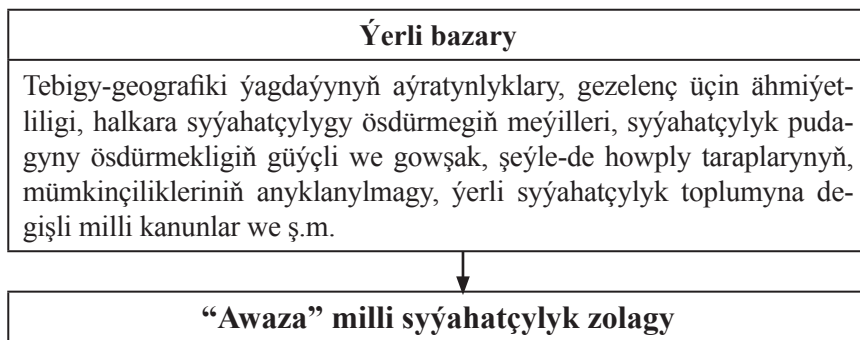 Ýerli bazary
Tebigy-geografiki ýagdaýynyň aýratynlyklary, gezelenç üçin ähmiýet-
liligi, halkara syýahatçylygy ösdürmegiň meýilleri, syýahatçylyk puda-
gyny ösdürmekligiň güýçli we gowşak, şeýle-de howply taraplarynyň,
mümkinçilikleriniň anyklanylmagy, ýerli syýahatçylyk toplumyna de-
gişli milli kanunlar we ş.m.
“Awaza” milli syýahatçylyk zolagy